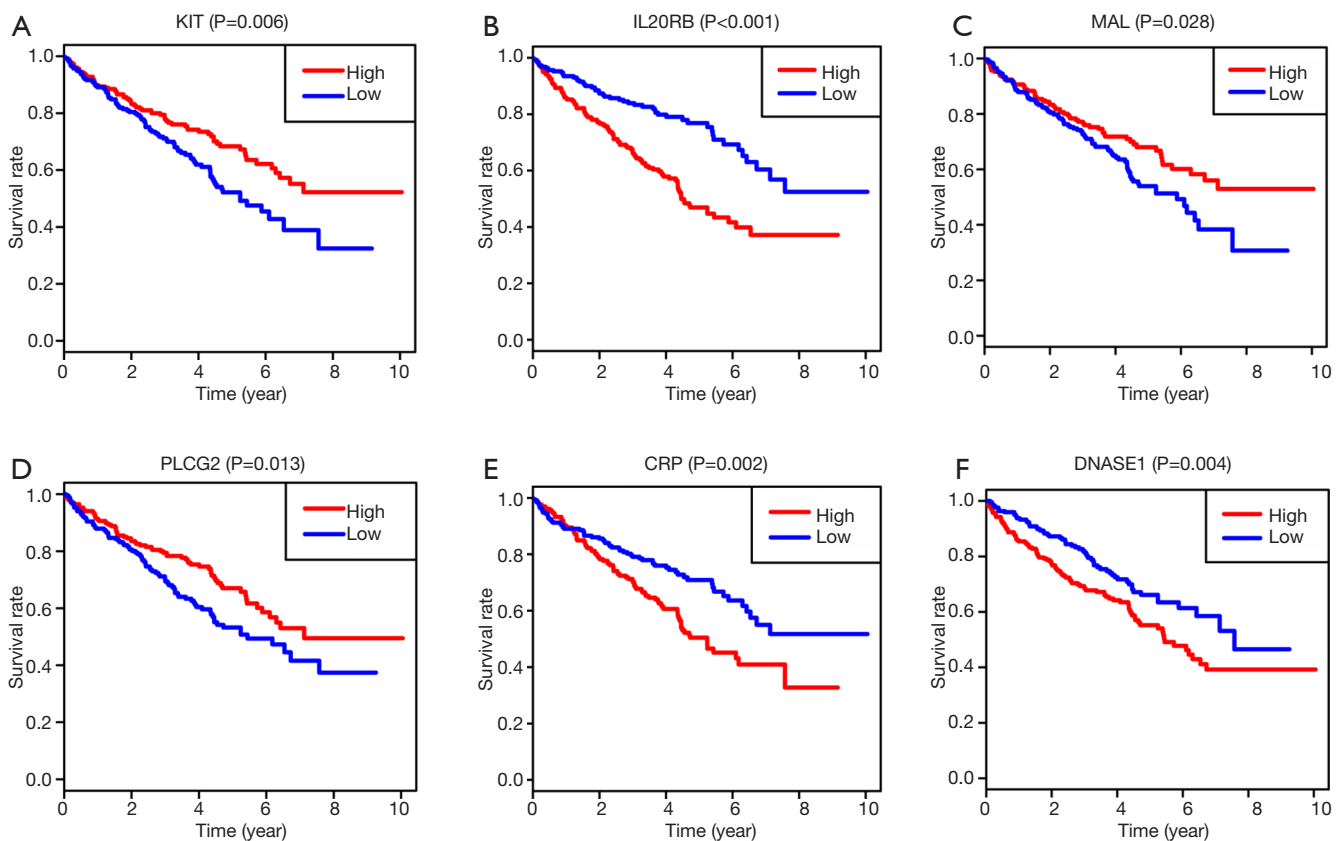 A
KIT (P=0.006)
High
Low
1.0
0.8
0.6
0.4
0.2
0.0
Survival rate
0 2 4 6 8 10
Time (year)
B
IL20RB (P<0.001)
High
Low
1.0
0.8
0.6
0.4
0.2
0.0
Survival rate
0 2 4 6 8 10
Time (year)
C
MAL (P=0.028)
High
Low
1.0
0.8
0.6
0.4
0.2
0.0
Survival rate
0 2 4 6 8 10
Time (year)
D
PLCG2 (P=0.013)
High
Low
1.0
0.8
0.6
0.4
0.2
0.0
Survival rate
0 2 4 6 8 10
Time (year)
E
CRP (P=0.002)
High
Low
1.0
0.8
0.6
0.4
0.2
0.0
Survival rate
0 2 4 6 8 10
Time (year)
F
DNASE1 (P=0.004)
High
Low
1.0
0.8
0.6
0.4
0.2
0.0
Survival rate
0 2 4 6 8 10
Time (year)